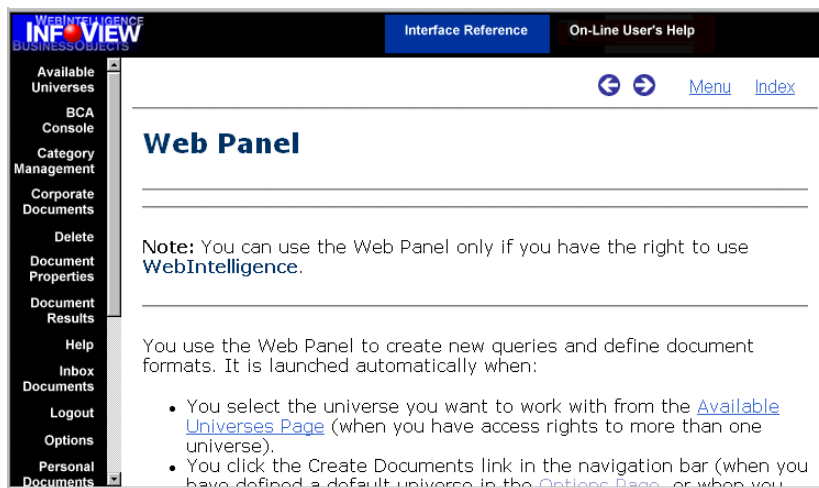 WEBINTELLIGENCE
INFOVIEW
BUSINESSOBJECTS
Interface Reference
On-Line User's Help
Available
Universes
BCA
Console
Category
Management
Corporate
Documents
Delete
Document
Properties
Document
Results
Help
Inbox
Documents
Logout
Options
Personal
Documents
Menu Index
Web Panel
Note: You can use the Web Panel only if you have the right to use
WebIntelligence.
You use the Web Panel to create new queries and define document
formats. It is launched automatically when:
• You select the universe you want to work with from the Available
Universes Page (when you have access rights to more than one
universe).
• You click the Create Documents link in the navigation bar (when you
have defined a default universe in the Options Page, or when you